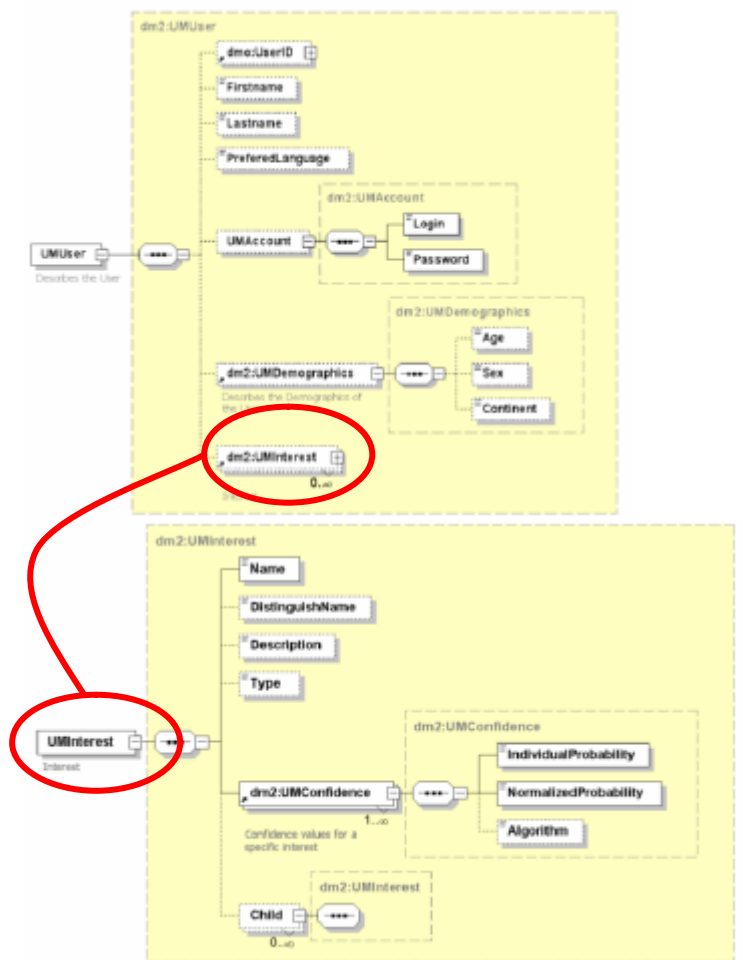 dm2:UMUser
dmo:UserID
Firstname
Lastname
PreferedLanguage
dm2:UMAccount
Login
UMAccount
UMUser
Password
Describes the User
dm2:UMDemographics
Age
dm2:UMDemographics
Sex
Describes the Demographics of
the
Continent
dm2:UMInterest
0..∞
dm2:UMInterest
Name
DistinguishName
Description
Type
dm2:UMConfidence
UMInterest
Interest
IndividualProbability
dm2:UMConfidence
NormalizedProbability
1..∞
Algorithm
Confidence values for a
specific interest
dm2:UMInterest
Child
0..∞